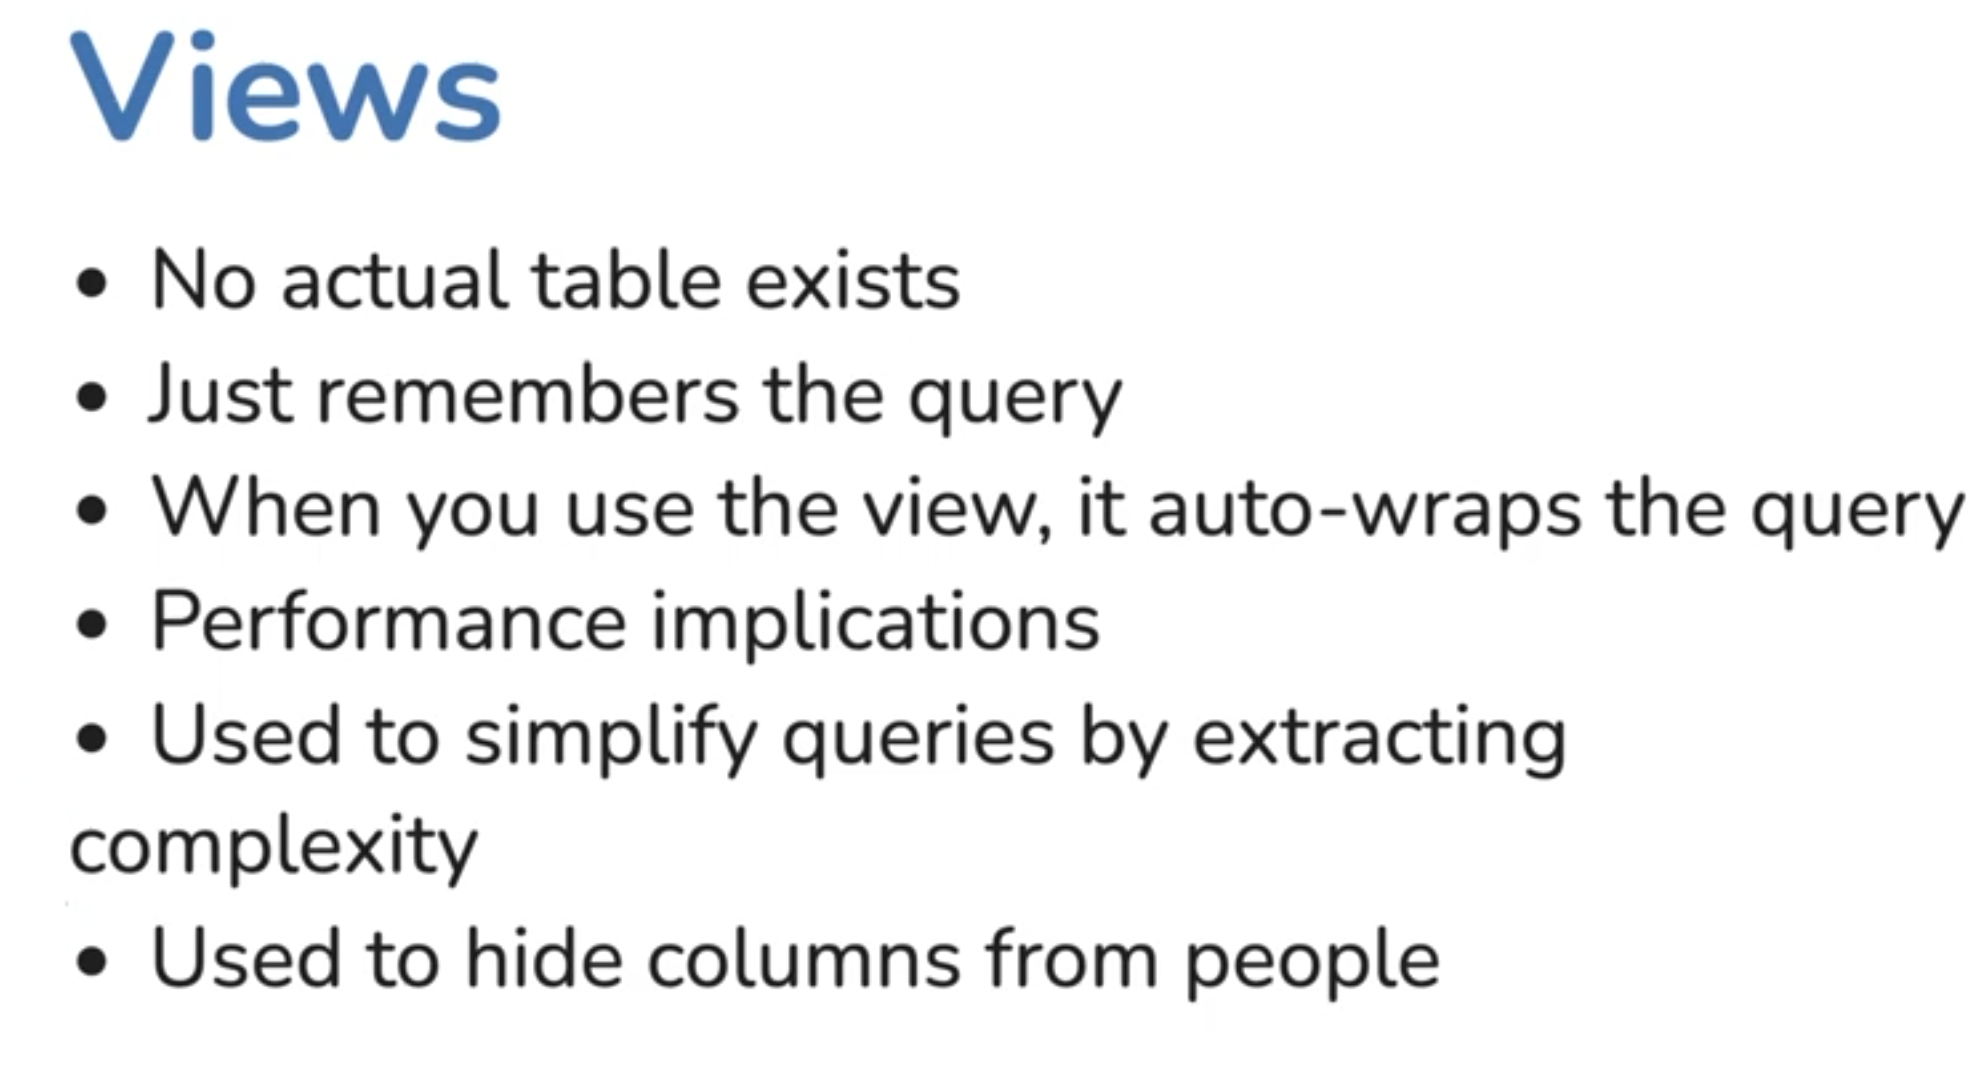 Views
• No actual table exists
• Just remembers the query
• When you use the view, it auto-wraps the query
• Performance implications
• Used to simplify queries by extracting
complexity
• Used to hide columns from people